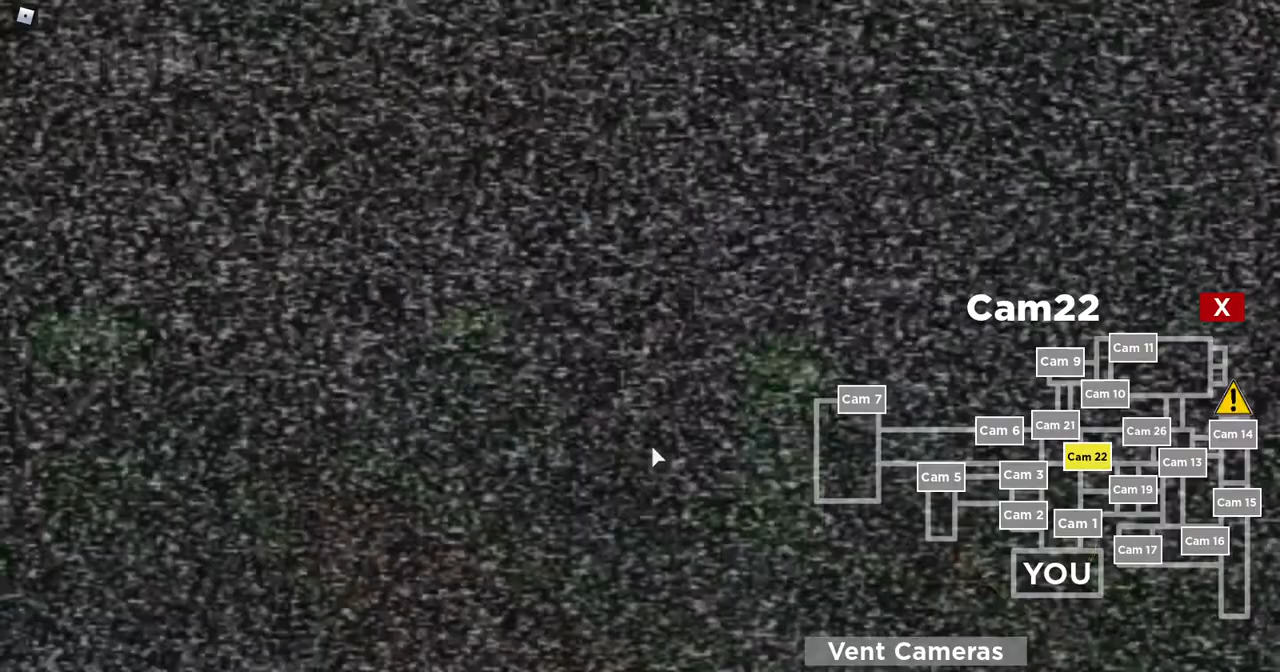 Cam22
X
Cam 11
Cam 9
Cam 10
Cam 7
Cam 21
Cam 6
Cam 26
Cam 14
Cam 22
Cam 13
Cam 3
Cam 5
Cam 19
Cam 15
Cam 2
Cam 1
Cam 16
Cam 17
YOU
Vent Cameras